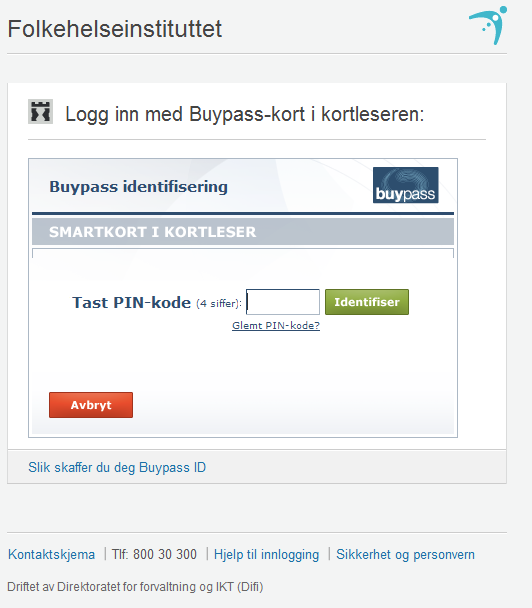 Folkehelseinstituttet
Logg inn med Buypass-kort i kortleseren:
Buypass identifisering
buypass
SMARTKORT I KORTLESER
Tast PIN-kode (4 siffer):
Identifiser
Glemt PIN-kode?
Avbryt
Slik skaffer du deg Buypass ID
Kontaktskjema | Tlf: 800 30 300 | Hjelp til innlogging | Sikkerhet og personvern
Driftet av Direktoratet for forvaltning og IKT (Difi)